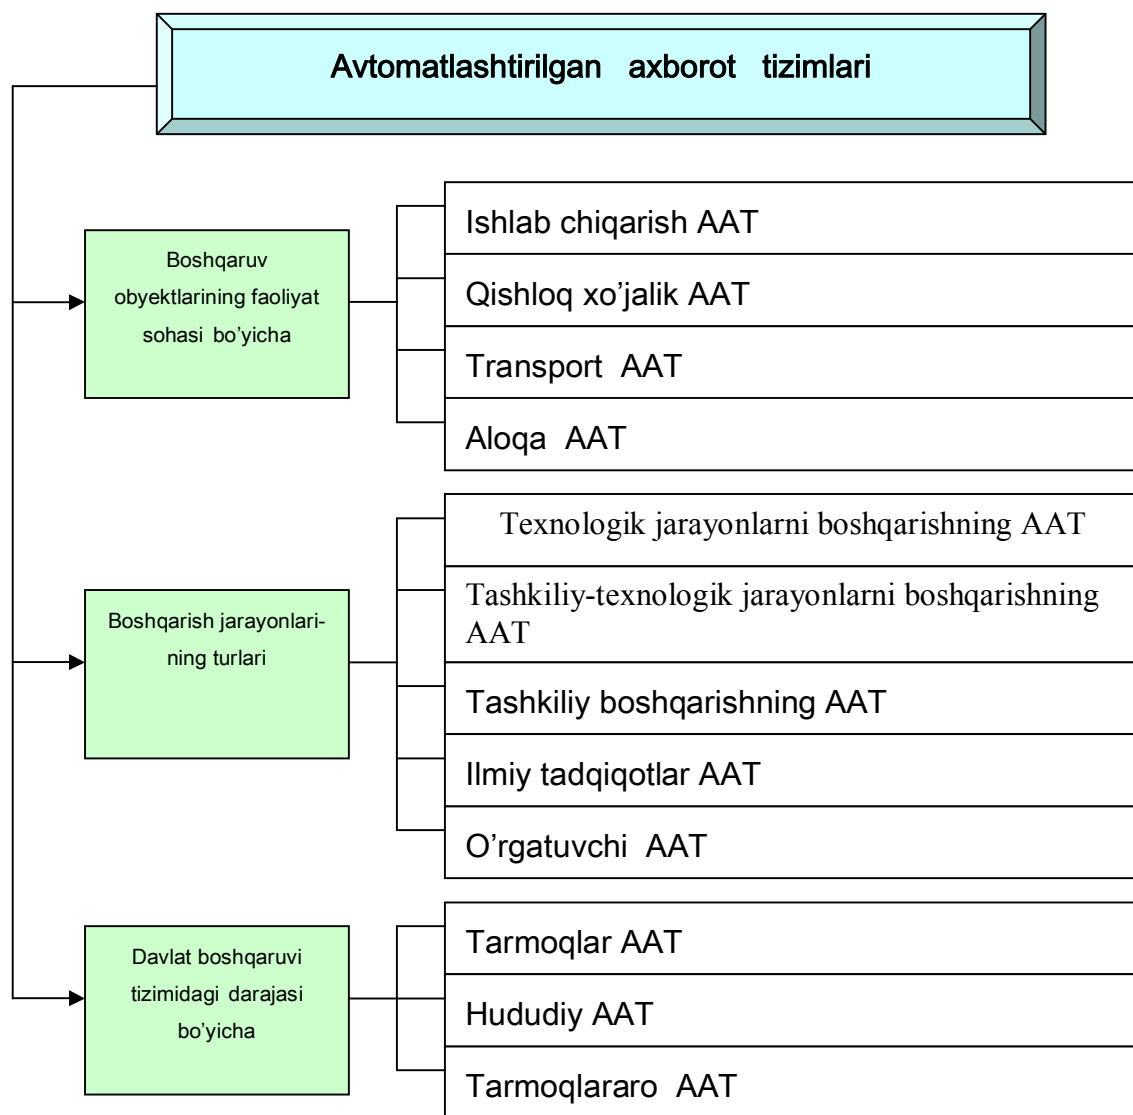 Avtomatlashtirilgan axborot tizimlari
Boshqaruv
obyektlarining faoliyat
sohasi bo’yicha
Ishlab chiqarish AAT
Qishloq xo’jalik AAT
Transport AAT
Aloqa AAT
Boshqarish jarayonlari-
ning turlari
Texnologik jarayonlarni boshqarishning AAT
Tashkiliy-texnologik jarayonlarni boshqarishning
AAT
Tashkiliy boshqarishning AAT
Ilmiy tadqiqotlar AAT
O’rgatuvchi AAT
Davlat boshqaruvi
tizimidagi darajasi
bo’yicha
Tarmoqlar AAT
Hududiy AAT
Tarmoqlararo AAT